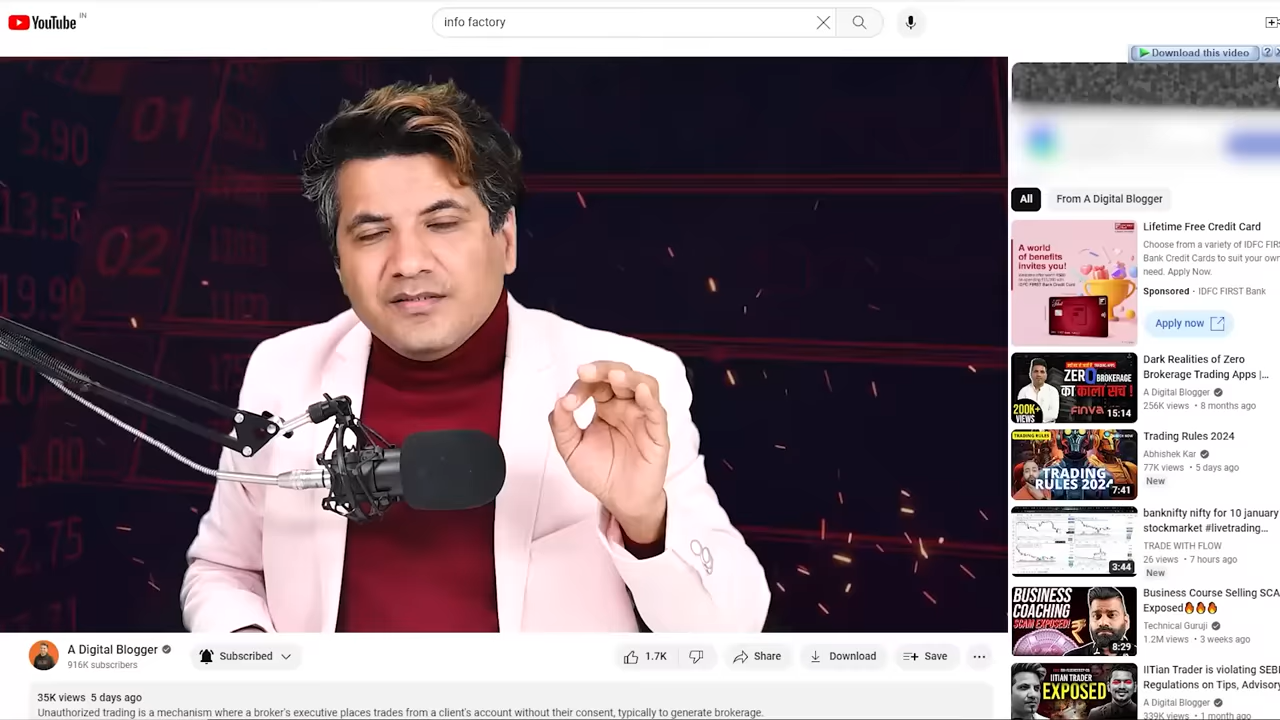 YouTube IN
info factory
Download this video ?
5.90
01
02
2.75
All
From A Digital Blogger
A world
of benefits
invites you!
Lifetime Free Credit Card
Choose from a variety of IDFC FIRS
Bank Credit Cards to suit your own
need. Apply Now.
Sponsored · IDFC FIRST Bank
Apply now
ZERO BROKERAGE
का काला सच !
200K+
VIEWS
FINVA
15:14
Dark Realities of Zero
Brokerage Trading Apps |...
A Digital Blogger
256K views · 8 months ago
TRADING RULES
TRADING
RULES 2024
7:41
Trading Rules 2024
Abhishek Kar
77K views · 5 days ago
New
3:44
banknifty nifty for 10 january
stockmarket #livetrading...
TRADE WITH FLOW
26 views · 7 hours ago
New
BUSINESS
COACHING
SCAM EXPOSED!
8:29
Business Course Selling SCA
Exposed🔥🔥🔥
Technical Guruji
1.2M views · 3 weeks ago
IITIAN TRADER
EXPOSED
IITian Trader is violating SEBI
Regulations on Tips, Advisory
A Digital Blogger
339K views · 1 month ago
A Digital Blogger
916K subscribers
Subscribed
1.7K
Share
Download
Save
35K views 5 days ago
Unauthorized trading is a mechanism where a broker's executive places trades from a client's account without their consent, typically to generate brokerage.